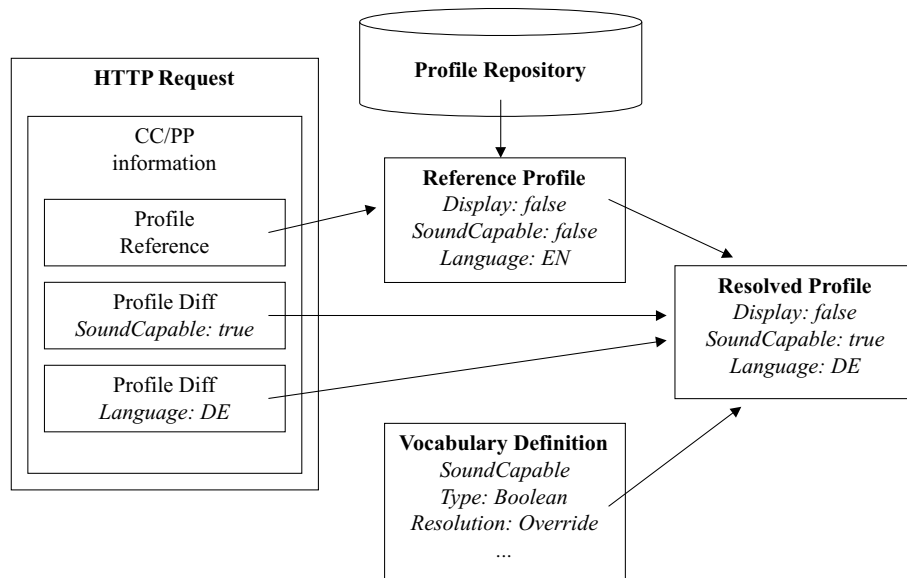 HTTP Request
CC/PP
information
Profile
Reference
Profile Diff
SoundCapable: true
Profile Diff
Language: DE
Profile Repository
Reference Profile
Display: false
SoundCapable: false
Language: EN
Vocabulary Definition
SoundCapable
Type: Boolean
Resolution: Override
...
Resolved Profile
Display: false
SoundCapable: true
Language: DE